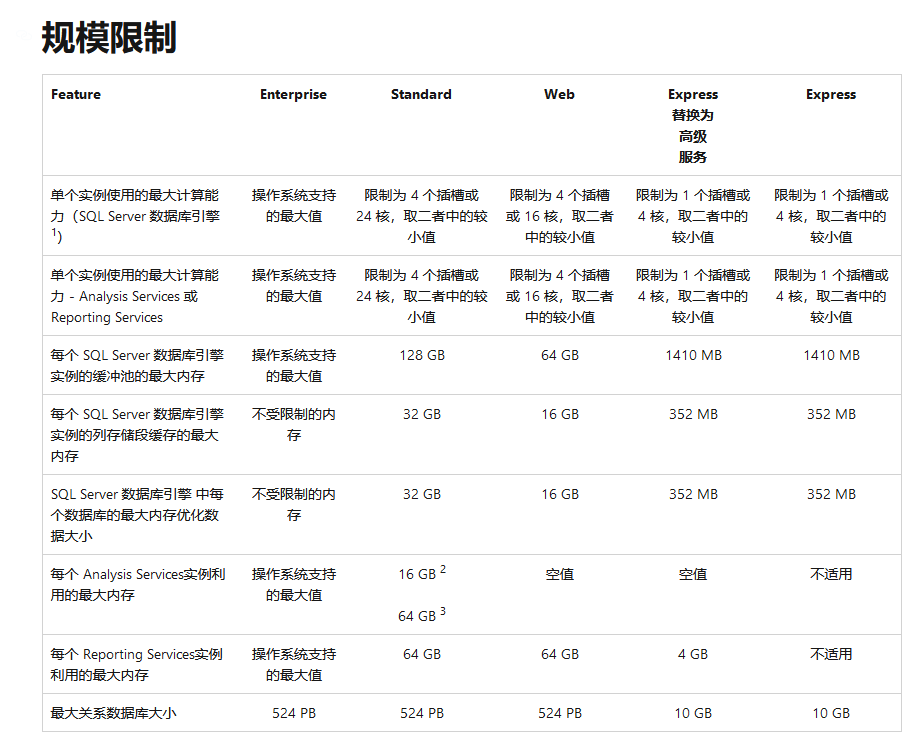 规模限制
Feature Enterprise Standard Web Express 替换为 高级 服务 Express
单个实例使用的最大计算能力（SQL Server 数据库引擎 1） 操作系统支持的最大值 限制为 4 个插槽或 24 核，取二者中的较小值 限制为 4 个插槽或 16 核，取二者中的较小值 限制为 1 个插槽或 4 核，取二者中的较小值 限制为 1 个插槽或 4 核，取二者中的较小值
单个实例使用的最大计算能力 - Analysis Services 或 Reporting Services 操作系统支持的最大值 限制为 4 个插槽或 24 核，取二者中的较小值 限制为 4 个插槽或 16 核，取二者中的较小值 限制为 1 个插槽或 4 核，取二者中的较小值 限制为 1 个插槽或 4 核，取二者中的较小值
每个 SQL Server 数据库引擎实例的缓冲池的最大内存 操作系统支持的最大值 128 GB 64 GB 1410 MB 1410 MB
每个 SQL Server 数据库引擎实例的列存储段缓存的最大内存 不受限制的内存 32 GB 16 GB 352 MB 352 MB
SQL Server 数据库引擎 中每个数据库的最大内存优化数据大小 不受限制的内存 32 GB 16 GB 352 MB 352 MB
每个 Analysis Services实例利用的最大内存 操作系统支持的最大值 16 GB 2 64 GB 3 空值 空值 不适用
每个 Reporting Services实例利用的最大内存 操作系统支持的最大值 64 GB 64 GB 4 GB 不适用
最大关系数据库大小 524 PB 524 PB 524 PB 10 GB 10 GB